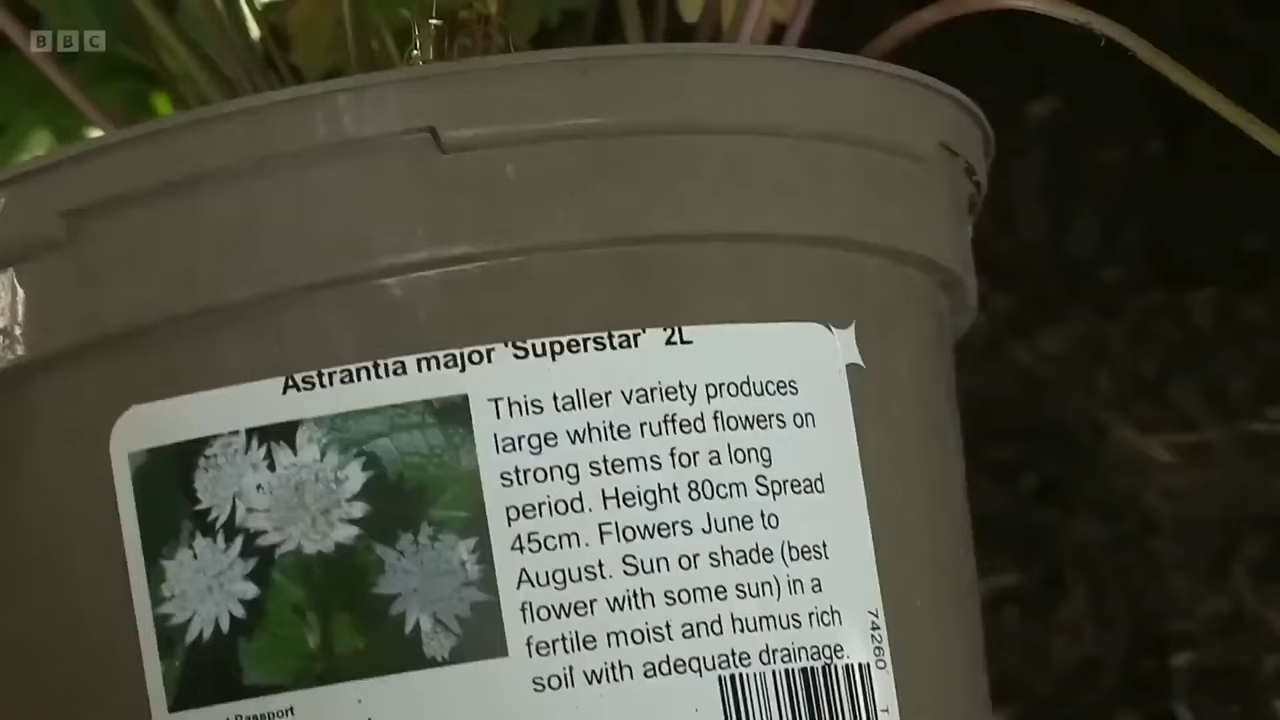 BBC
Astrantia major 'Superstar' 2L
This taller variety produces
large white ruffed flowers on
strong stems for a long
period. Height 80cm Spread
45cm. Flowers June to
August. Sun or shade (best
flower with some sun) in a
fertile moist and humus rich
soil with adequate drainage.
74260
Passport